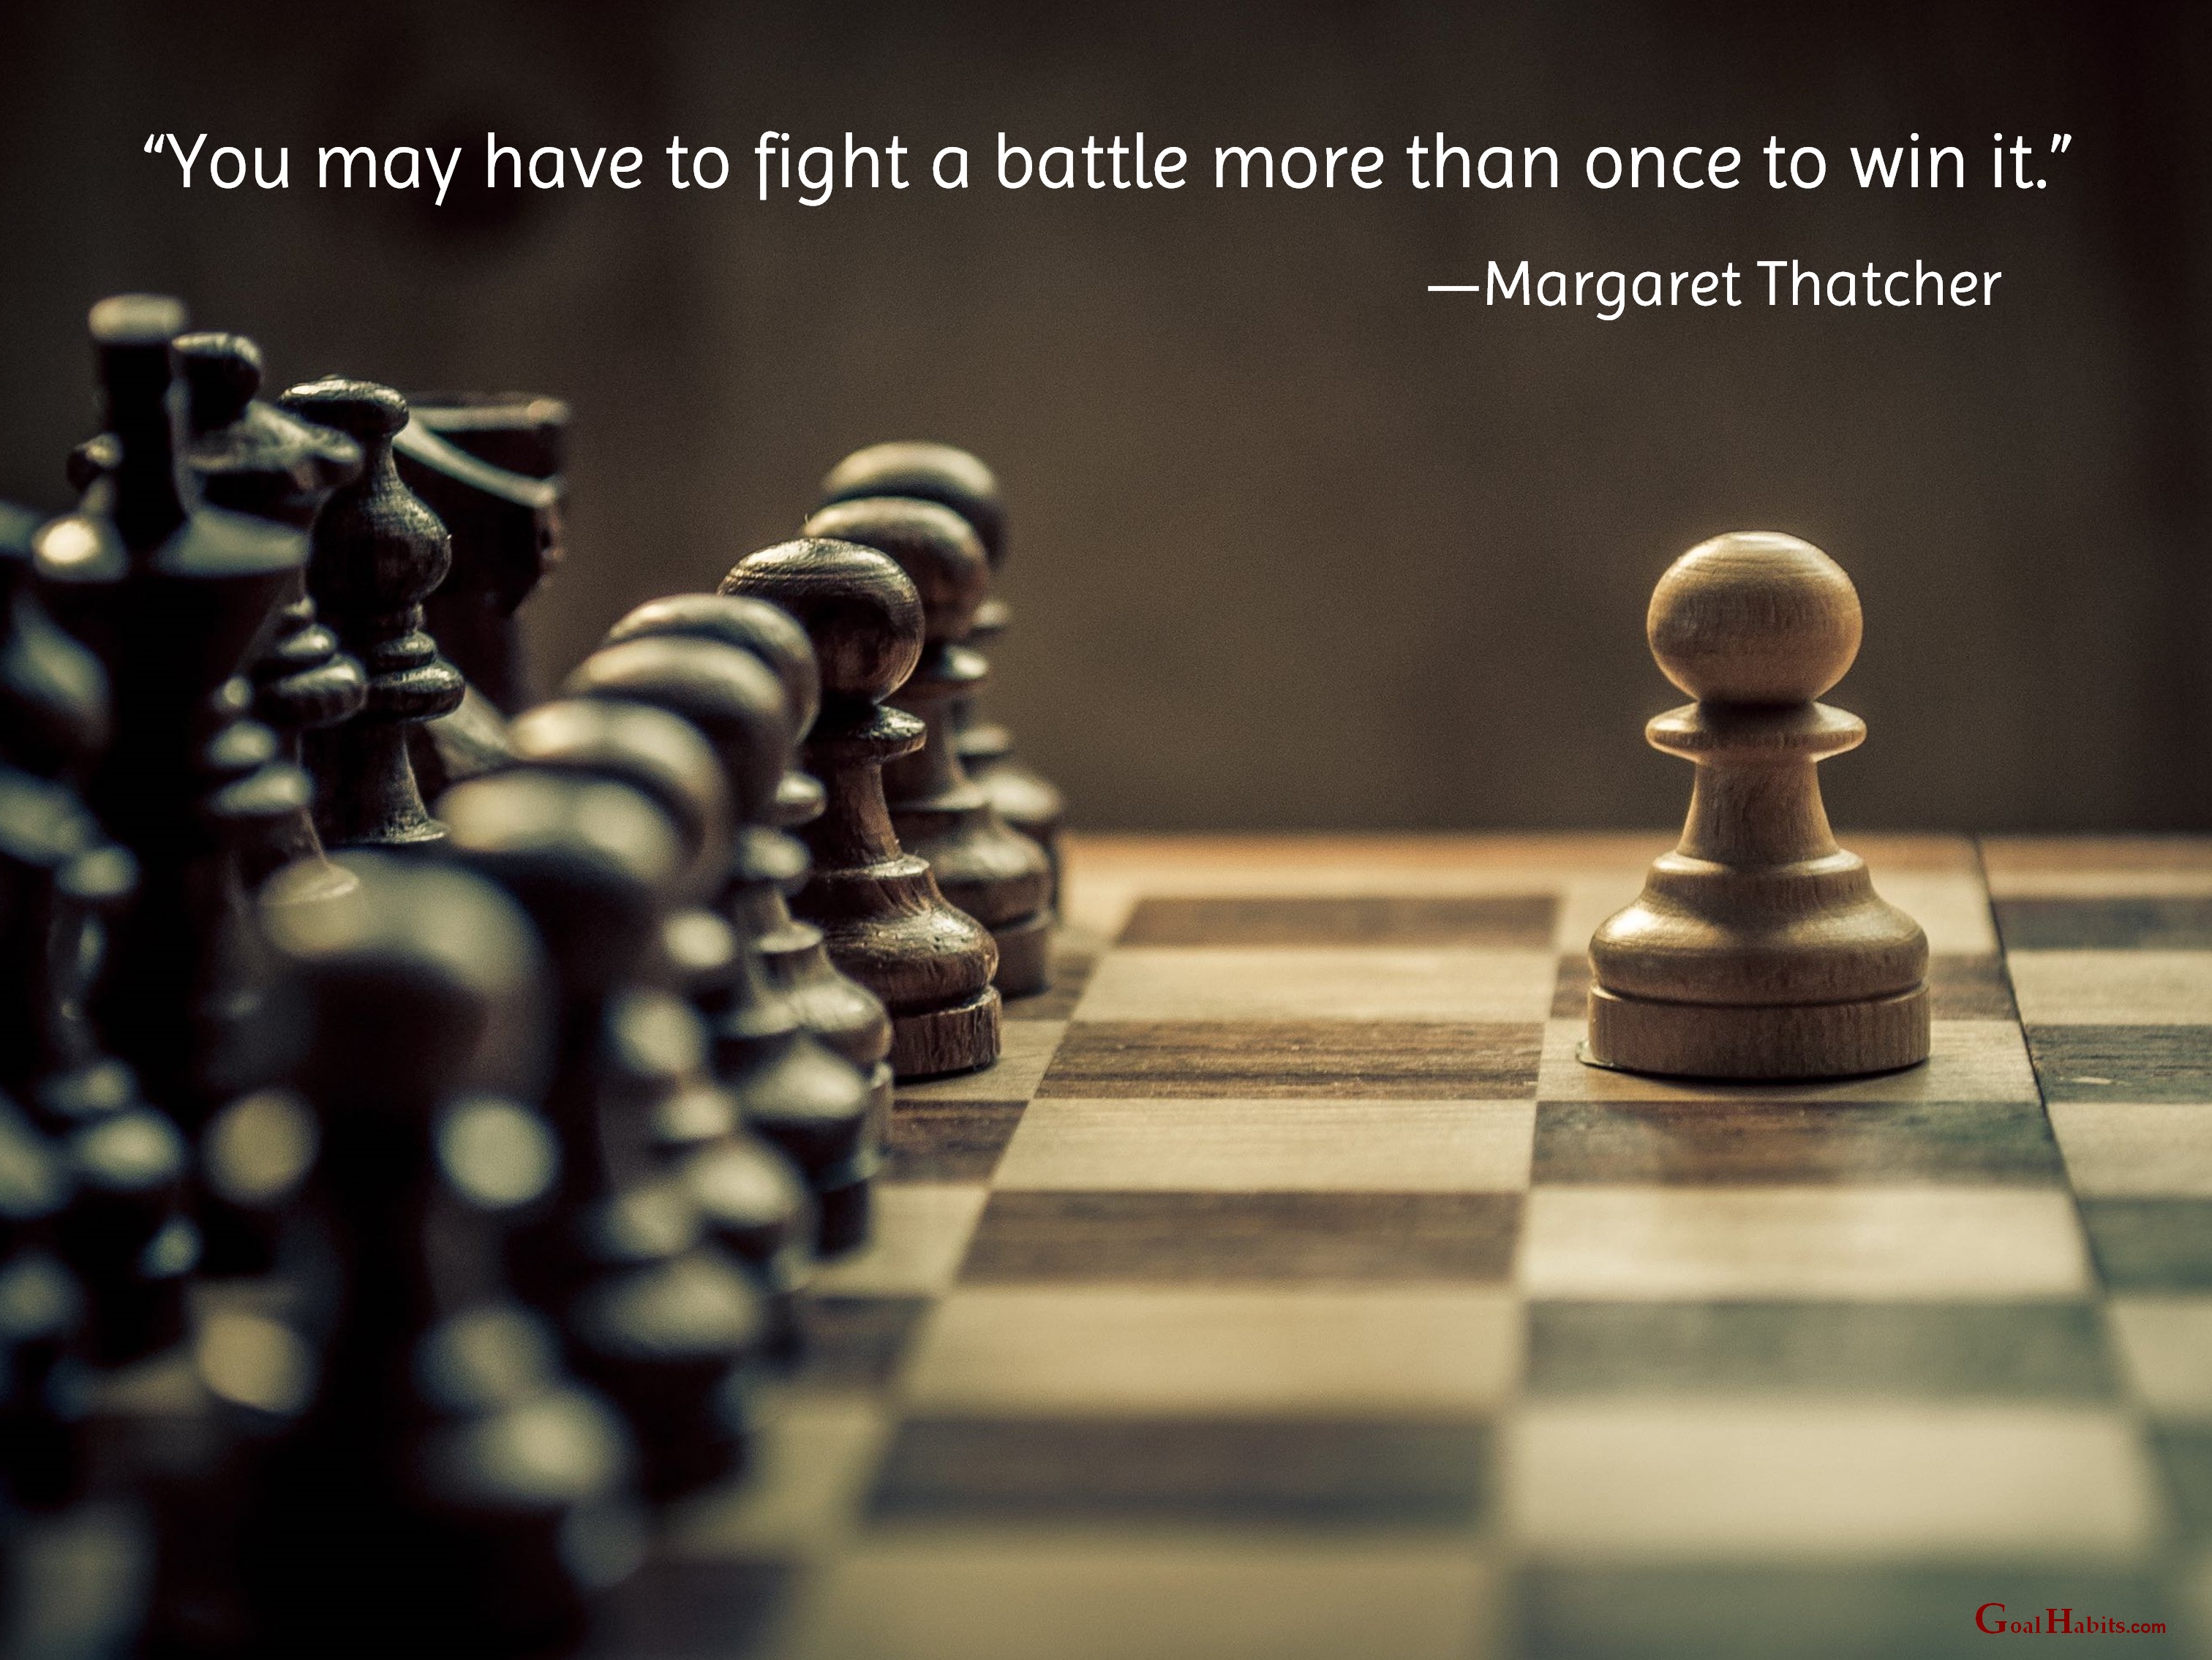 “You may have to fight a battle more than once to win it.”
—Margaret Thatcher
GoalHabits.com